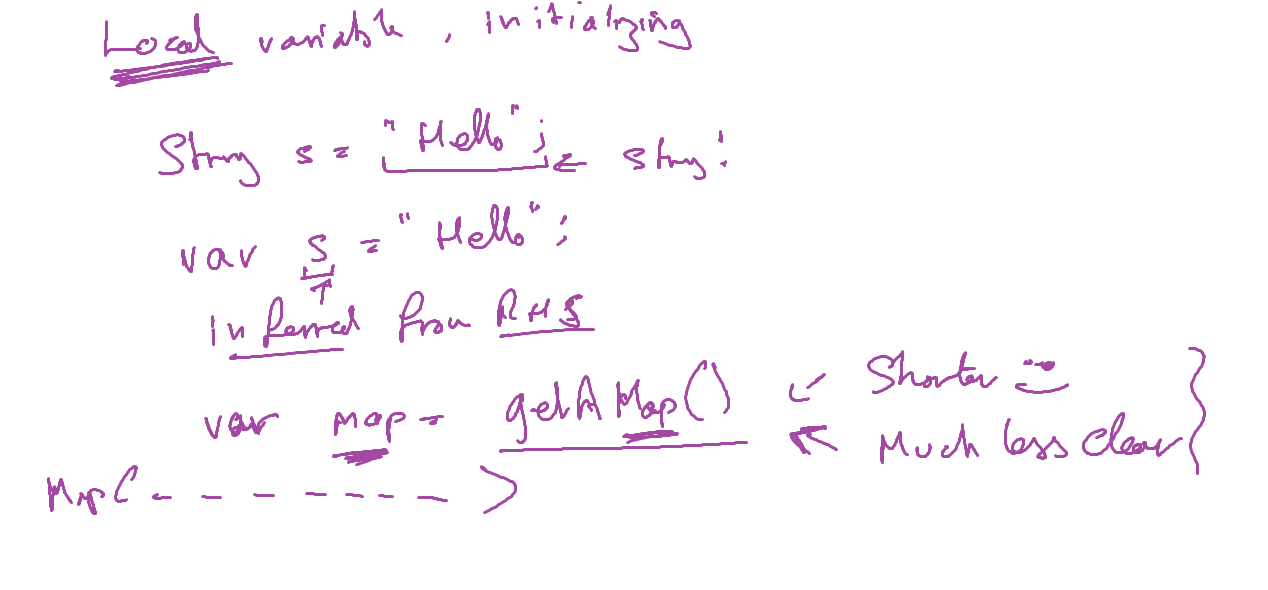 Local variable, initializing
String s = "Hello"; ← string!
var s = "Hello";
inferred from RHS
var map = getAMap() ← Shorter
Much less clear
Map< - - - - - - - >